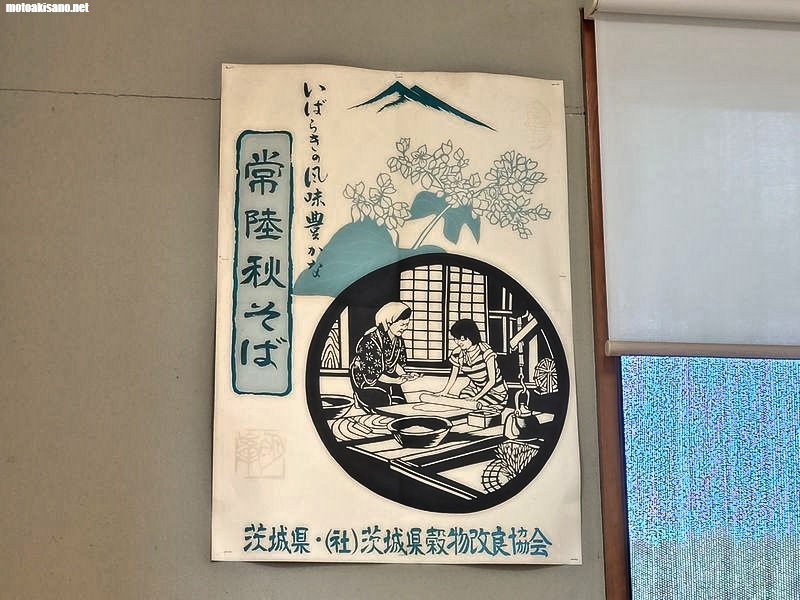 motoakisano.net
いばらきの風味豊かな
常陸秋そば
茨城県・(社)茨城県穀物改良協会